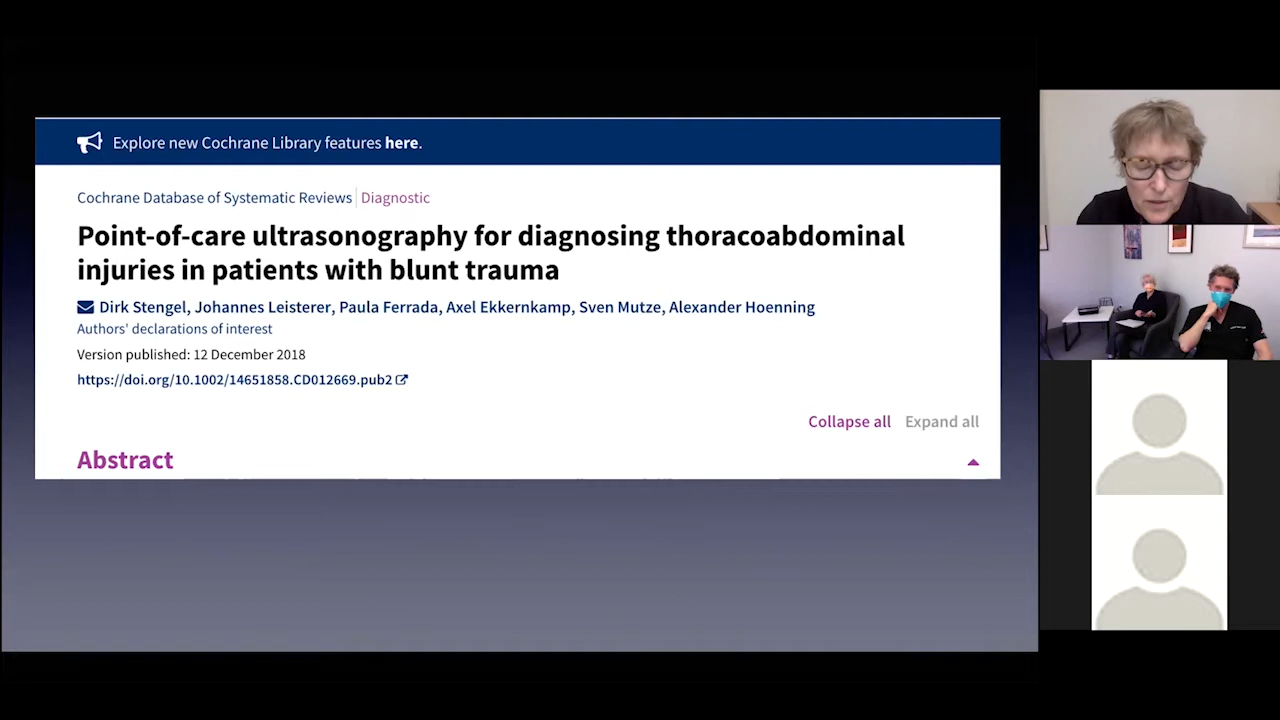 Explore new Cochrane Library features here.
Cochrane Database of Systematic Reviews Diagnostic
Point-of-care ultrasonography for diagnosing thoracoabdominal
injuries in patients with blunt trauma
Dirk Stengel, Johannes Leisterer, Paula Ferrada, Axel Ekkernkamp, Sven Mutze, Alexander Hoenning
Authors' declarations of interest
Version published: 12 December 2018
https://doi.org/10.1002/14651858.CD012669.pub2
Collapse all Expand all
Abstract